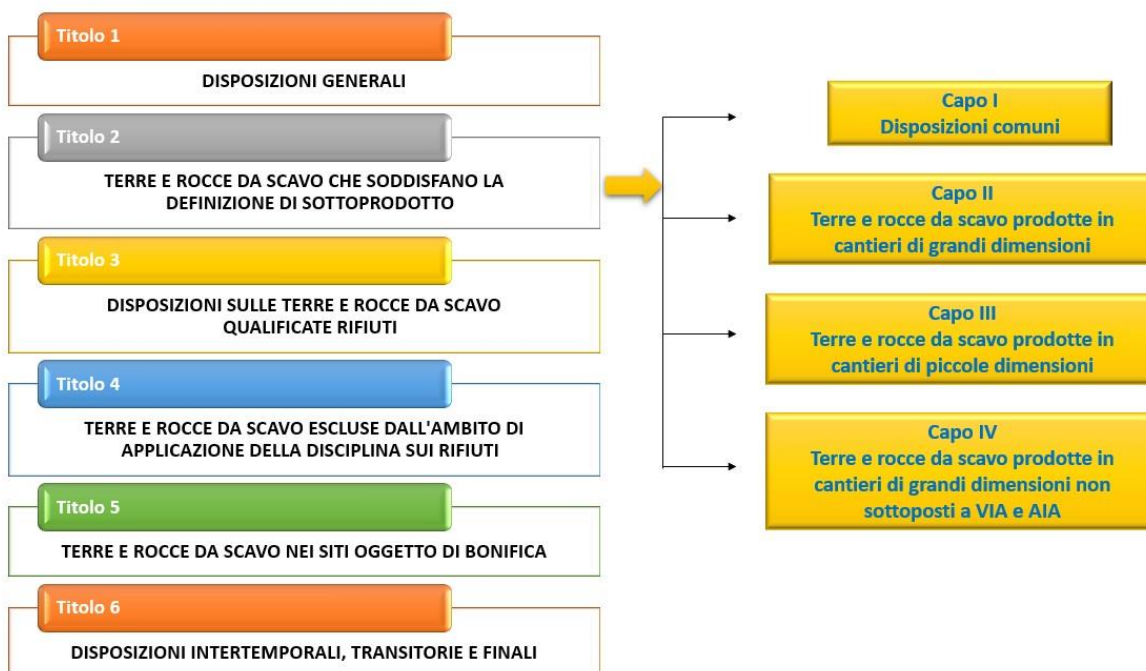 Titolo 1
DISPOSIZIONI GENERALI
Titolo 2
TERRE E ROCCE DA SCAVO CHE SODDISFANO LA
DEFINIZIONE DI SOTTOPRODOTTO
Titolo 3
DISPOSIZIONI SULLE TERRE E ROCCE DA SCAVO
QUALIFICATE RIFIUTI
Titolo 4
TERRE E ROCCE DA SCAVO ESCLUSE DALL'AMBITO DI
APPLICAZIONE DELLA DISCIPLINA SUI RIFIUTI
Titolo 5
TERRE E ROCCE DA SCAVO NEI SITI OGGETTO DI BONIFICA
Titolo 6
DISPOSIZIONI INTERTEMPORALI, TRANSITORIE E FINALI
Capo I
Disposizioni comuni
Capo II
Terre e rocce da scavo prodotte in
cantieri di grandi dimensioni
Capo III
Terre e rocce da scavo prodotte in
cantieri di piccole dimensioni
Capo IV
Terre e rocce da scavo prodotte in
cantieri di grandi dimensioni non
sottoposti a VIA e AIA